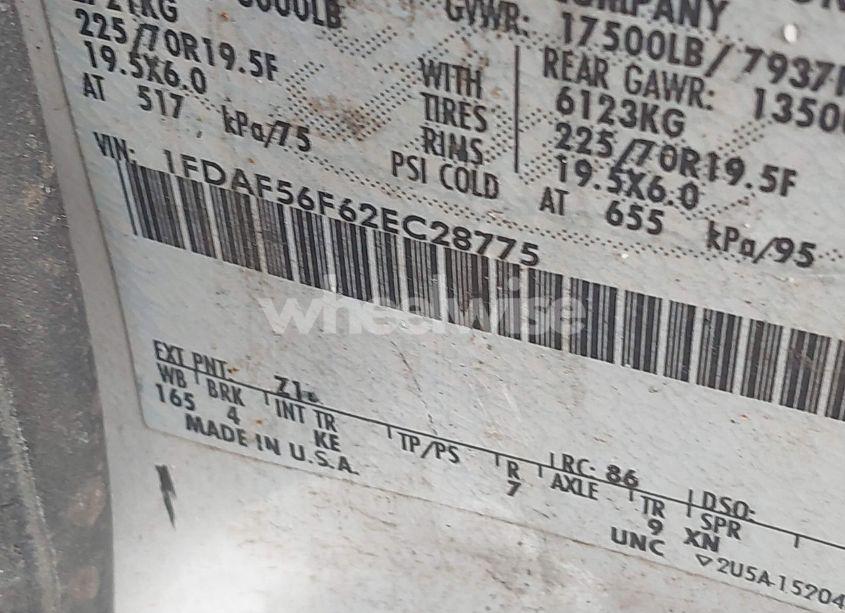 COMPANY
GVWR: 17500LB/ 7937K
225/70R19.5F
19.5X6.0
AT 517 kPa/75
WITH
TIRES
RIMS
PSI COLD
REAR GAWR: 1350
6123KG
225/70R19.5F
19.5X6.0
AT 655 kPa/95
VIN: 1FDAF56F62EC28775
wheelwise
EXT PNT: Z1
WB BRK INT TR TP/PS R AXLE TR SPR
165 4 KE 7 9 XN
RC: 86 DSO:
MADE IN U.S.A.
UNC
2U5A-15204